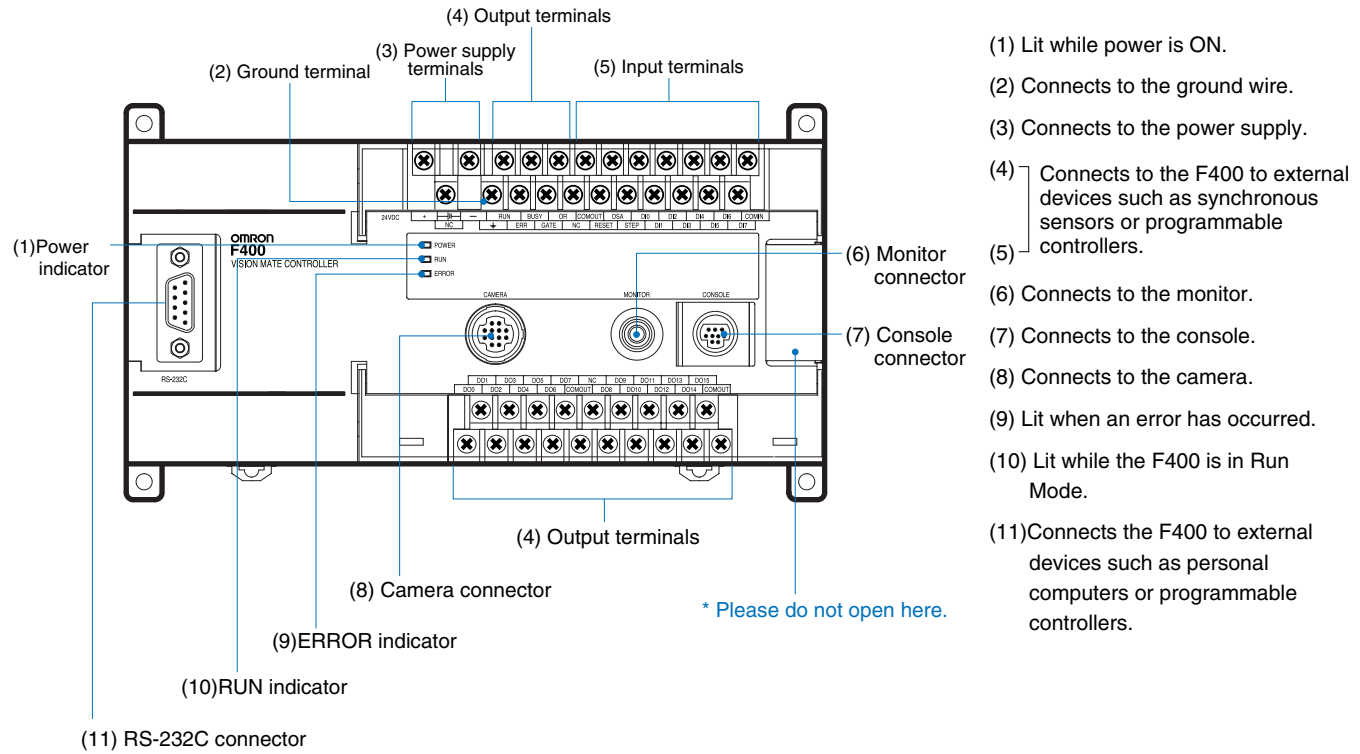 (4) Output terminals
(3) Power supply
terminals
(2) Ground terminal
(5) Input terminals
24VDC + − RUN BUSY OR COMOUT DSA DI0 DI2 DI4 DI6 COMIN
NC ERR GATE NC RESET STEP DI1 DI3 DI5 DI7
(1)Power
indicator
OMRON
F400
VISION MATE CONTROLLER
POWER
RUN
ERROR
(6) Monitor
connector
CAMERA
MONITOR
CONSOLE
(7) Console
connector
RS-232C
DO1 DO3 DO5 DO7 NC DO9 DO11 DO13 DO15
DO0 DO2 DO4 DO6 COMOUT DO8 DO10 DO12 DO14 COMOUT
(4) Output terminals
(8) Camera connector
* Please do not open here.
(9)ERROR indicator
(10)RUN indicator
(11) RS-232C connector
(1) Lit while power is ON.
(2) Connects to the ground wire.
(3) Connects to the power supply.
(4)
Connects to the F400 to external
devices such as synchronous
sensors or programmable
controllers.
(5)
(6) Connects to the monitor.
(7) Connects to the console.
(8) Connects to the camera.
(9) Lit when an error has occurred.
(10) Lit while the F400 is in Run
Mode.
(11)Connects the F400 to external
devices such as personal
computers or programmable
controllers.